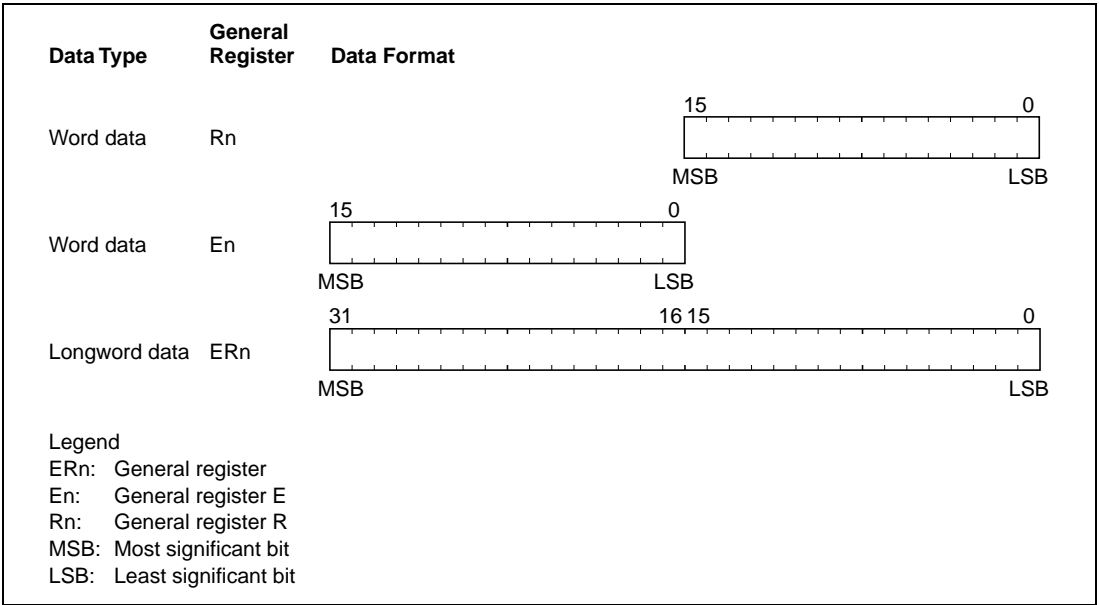 General
Data Type Register Data Format
15 0
Word data Rn
MSB LSB
15 0
Word data En
MSB LSB
31 16 15 0
Longword data ERn
MSB LSB
Legend
ERn: General register
En: General register E
Rn: General register R
MSB: Most significant bit
LSB: Least significant bit